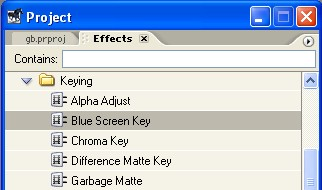 Project
gb.prproj Effects
Contains:
Keying
Alpha Adjust
Blue Screen Key
Chroma Key
Difference Matte Key
Garbage Matte